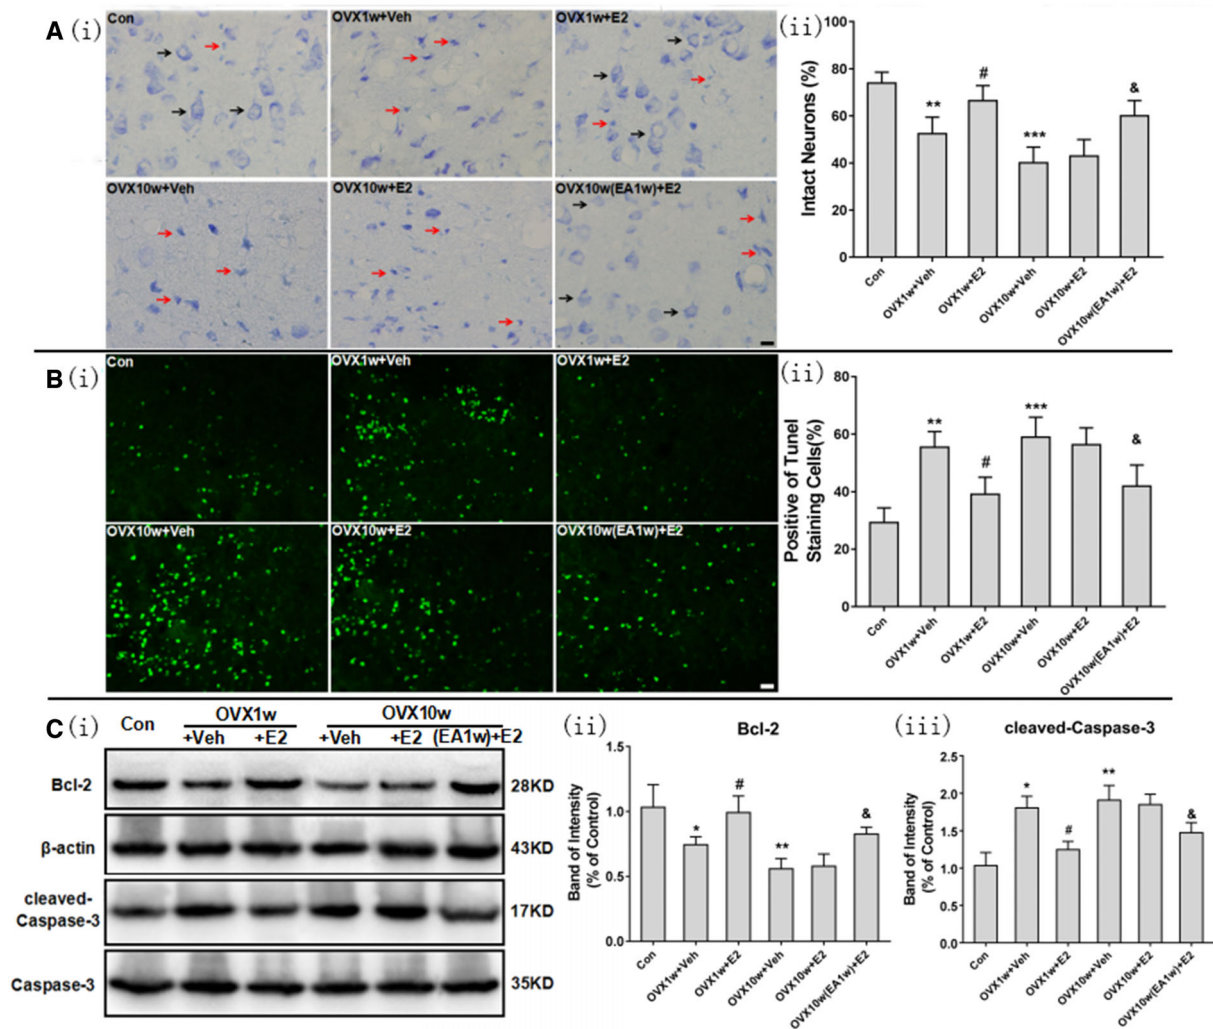 A (i)
Con
OVX1w+Veh
OVX1w+E2
OVX10w+Veh
OVX10w+E2
OVX10w(EA1w)+E2
(ii)
Intact Neurons (%)
100
80
60
40
20
0
**
#
***
&
Con
OVX1w+Veh
OVX1w+E2
OVX10w+Veh
OVX10w+E2
OVX10w(EA1w)+E2
B (i)
Con
OVX1w+Veh
OVX1w+E2
OVX10w+Veh
OVX10w+E2
OVX10w(EA1w)+E2
(ii)
Positive of Tunel
Staining Cells(%)
80
60
40
20
0
**
#
***
&
Con
OVX1w+Veh
OVX1w+E2
OVX10w+Veh
OVX10w+E2
OVX10w(EA1w)+E2
C (i)
Con
OVX1w
OVX10w
+Veh
+E2
+Veh
+E2
(EA1w)+E2
Bcl-2
28KD
β-actin
43KD
cleaved-
Caspase-3
17KD
Caspase-3
35KD
(ii)
Bcl-2
Band of Intensity
(% of Control)
1.5
1.0
0.5
0.0
*
#
**
&
Con
OVX1w+Veh
OVX1w+E2
OVX10w+Veh
OVX10w+E2
OVX10w(EA1w)+E2
(iii)
cleaved-Caspase-3
Band of Intensity
(% of Control)
2.5
2.0
1.5
1.0
0.5
0.0
*
#
**
&
Con
OVX1w+Veh
OVX1w+E2
OVX10w+Veh
OVX10w+E2
OVX10w(EA1w)+E2